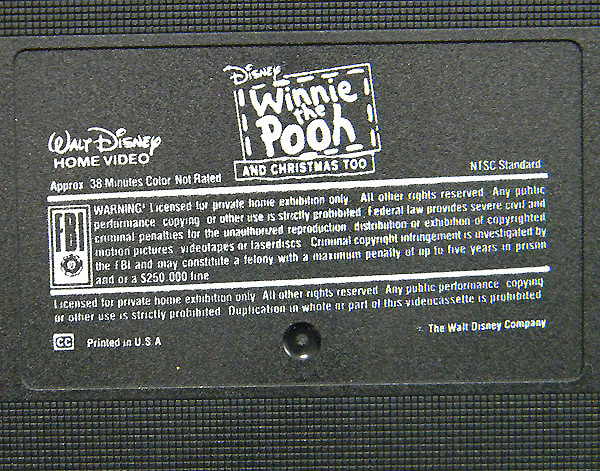 Disney
Winnie
the
Pooh
AND CHRISTMAS TOO
WALT DISNEY
HOME VIDEO
Approx 38 Minutes Color Not Rated
NTSC Standard
FBI
WARNING: Licensed for private home exhibition only All other rights reserved Any public
performance copying or other use is strictly prohibited Federal law provides severe civil and
criminal penalties for the unauthorized reproduction distribution or exhibition of copyrighted
motion pictures videotapes or laserdiscs Criminal copyright infringement is investigated by
the FBI and may constitute a felony with a maximum penalty of up to five years in prison
and or a $250,000 fine
Licensed for private home exhibition only All other rights reserved Any public performance copying
or other use is strictly prohibited Duplication in whole or part of this videocassette is prohibited
© The Walt Disney Company
CC Printed in U.S.A